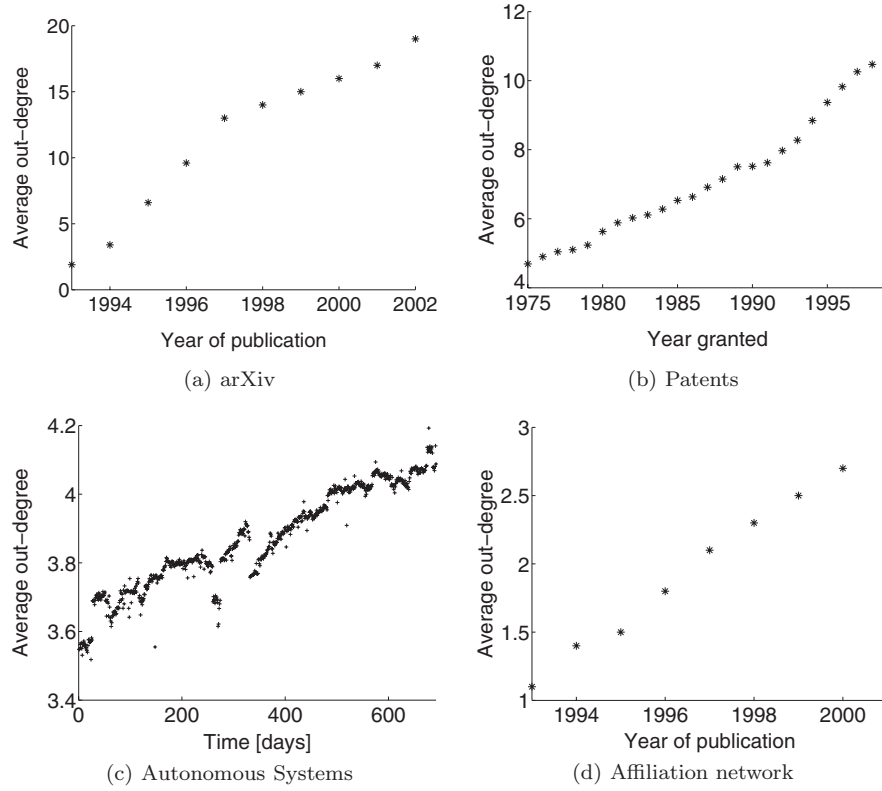 20
15
10
5
0
1994 1996 1998 2000 2002
Average out−degree
Year of publication
(a) arXiv
12
10
8
6
4
1975 1980 1985 1990 1995
Average out−degree
Year granted
(b) Patents
4.2
4
3.8
3.6
3.4
0 200 400 600
Average out−degree
Time [days]
(c) Autonomous Systems
3
2.5
2
1.5
1
1994 1996 1998 2000
Average out−degree
Year of publication
(d) Affiliation network